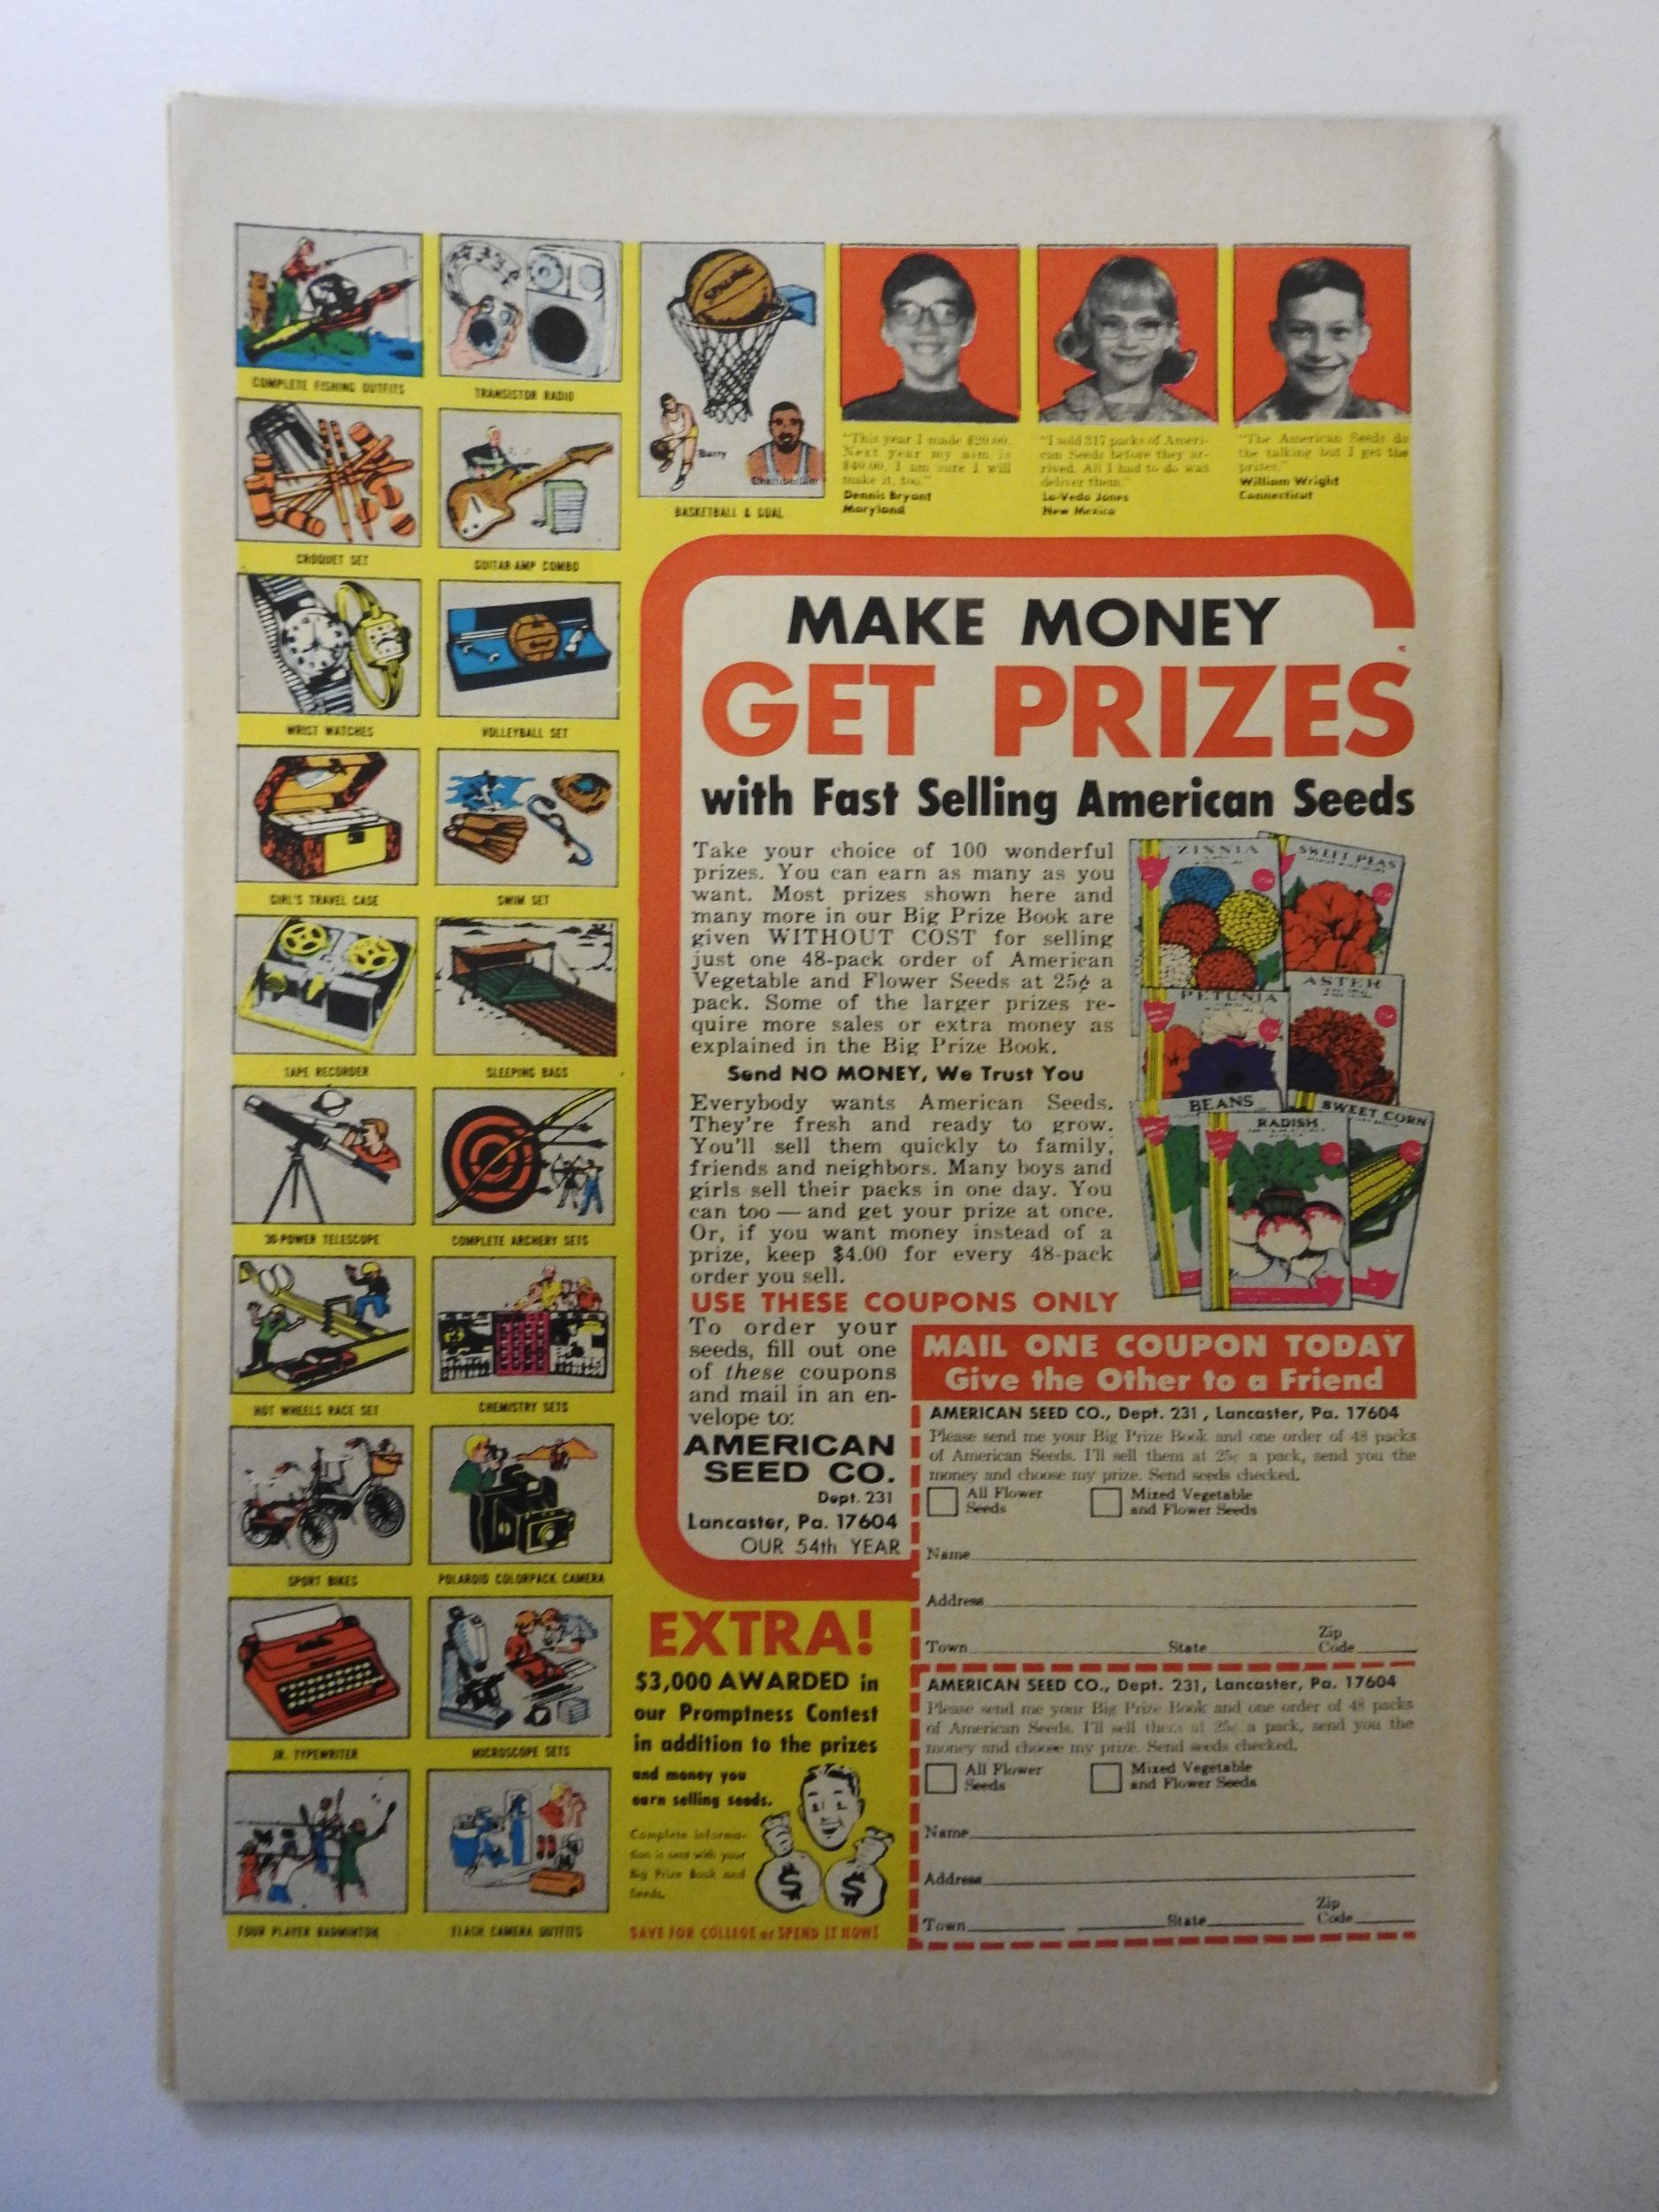 COMPLETE FISHING OUTFITS
TRANSISTOR RADIO
CROQUET SET
GUITAR-AMP COMBO
WRIST WATCHES
VOLLEYBALL SET
GIRL'S TRAVEL CASE
SWIM SET
TAPE RECORDER
SLEEPING BAGS
30-POWER TELESCOPE
COMPLETE ARCHERY SETS
HOT WHEELS RACE SET
CHEMISTRY SETS
SPORT BIKES
POLAROID COLORPACK CAMERA
JR. TYPEWRITER
MICROSCOPE SETS
FOUR PLAYER BADMINTON
FLASH CAMERA OUTFITS
SPALDING
Barry
Chamberlain
BASKETBALL & GOAL
"This year I made $20.00.
Next year my aim is
$40.00. I am sure I will
make it, too."
Dennis Bryant
Maryland
"I sold 317 packs of Ameri-
can Seeds before they ar-
rived. All I had to do was
deliver them."
La-Veda Jones
New Mexico
"The American Seeds do
the talking but I get the
prizes."
William Wright
Connecticut
MAKE MONEY
GET PRIZES
with Fast Selling American Seeds
Take your choice of 100 wonderful
prizes. You can earn as many as you
want. Most prizes shown here and
many more in our Big Prize Book are
given WITHOUT COST for selling
just one 48-pack order of American
Vegetable and Flower Seeds at 25¢ a
pack. Some of the larger prizes re-
quire more sales or extra money as
explained in the Big Prize Book.
Send NO MONEY, We Trust You
Everybody wants American Seeds.
They're fresh and ready to grow.
You'll sell them quickly to family,
friends and neighbors. Many boys and
girls sell their packs in one day. You
can too — and get your prize at once.
Or, if you want money instead of a
prize, keep $4.00 for every 48-pack
order you sell.
ZINNIA
SWEET PEAS
PETUNIA
ASTER
BEANS
RADISH
SWEET CORN
USE THESE COUPONS ONLY
To order your
seeds, fill out one
of these coupons
and mail in an en-
velope to:
AMERICAN
SEED CO.
Dept. 231
Lancaster, Pa. 17604
OUR 54th YEAR
EXTRA!
$3,000 AWARDED in
our Promptness Contest
in addition to the prizes
and money you
earn selling seeds.
Complete informa-
tion is sent with your
Big Prize Book and
Seeds.
$ $
SAVE FOR COLLEGE or SPEND IT NOW!
MAIL ONE COUPON TODAY
Give the Other to a Friend
AMERICAN SEED CO., Dept. 231, Lancaster, Pa. 17604
Please send me your Big Prize Book and one order of 48 packs
of American Seeds. I'll sell them at 25¢ a pack, send you the
money and choose my prize. Send seeds checked.
All Flower Seeds
Mixed Vegetable and Flower Seeds
Name
Address
Town State Zip Code
AMERICAN SEED CO., Dept. 231, Lancaster, Pa. 17604
Please send me your Big Prize Book and one order of 48 packs
of American Seeds. I'll sell them at 25¢ a pack, send you the
money and choose my prize. Send seeds checked.
All Flower Seeds
Mixed Vegetable and Flower Seeds
Name
Address
Town State Zip Code